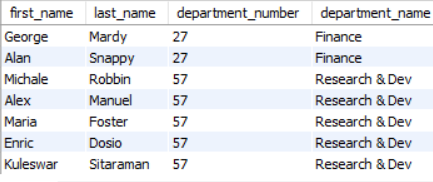 first_name last_name department_number department_name
George Mardy 27 Finance
Alan Snappy 27 Finance
Michale Robbin 57 Research & Dev
Alex Manuel 57 Research & Dev
Maria Foster 57 Research & Dev
Enric Dosio 57 Research & Dev
Kuleswar Sitaraman 57 Research & Dev